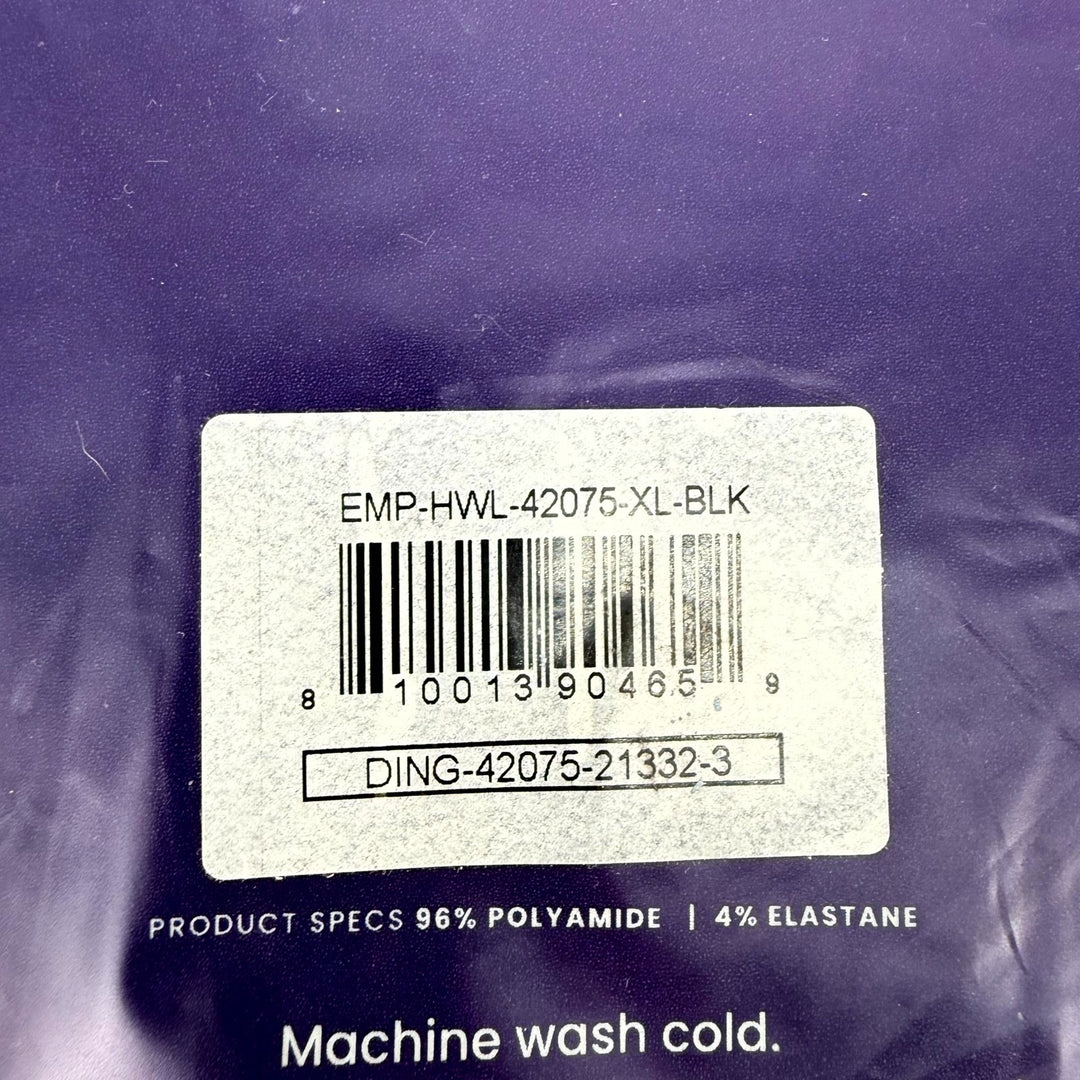 EMP-HWL-42075-XL-BLK
8 10013 90465 9
DING-42075-21332-3
PRODUCT SPECS 96% POLYAMIDE | 4% ELASTANE
Machine wash cold.